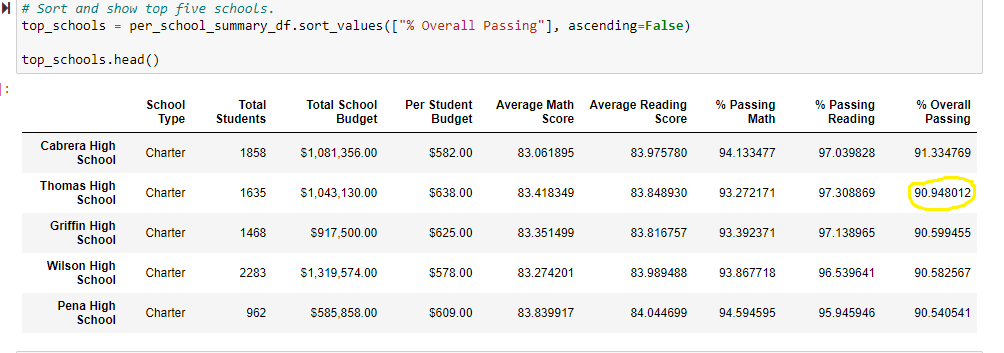 # Sort and show top five schools.
top_schools = per_school_summary_df.sort_values(["% Overall Passing"], ascending=False)
top_schools.head()
]:
School Type Total Students Total School Budget Per Student Budget Average Math Score Average Reading Score % Passing Math % Passing Reading % Overall Passing
Cabrera High School Charter 1858 $1,081,356.00 $582.00 83.061895 83.975780 94.133477 97.039828 91.334769
Thomas High School Charter 1635 $1,043,130.00 $638.00 83.418349 83.848930 93.272171 97.308869 90.948012
Griffin High School Charter 1468 $917,500.00 $625.00 83.351499 83.816757 93.392371 97.138965 90.599455
Wilson High School Charter 2283 $1,319,574.00 $578.00 83.274201 83.989488 93.867718 96.539641 90.582567
Pena High School Charter 962 $585,858.00 $609.00 83.839917 84.044699 94.594595 95.945946 90.540541